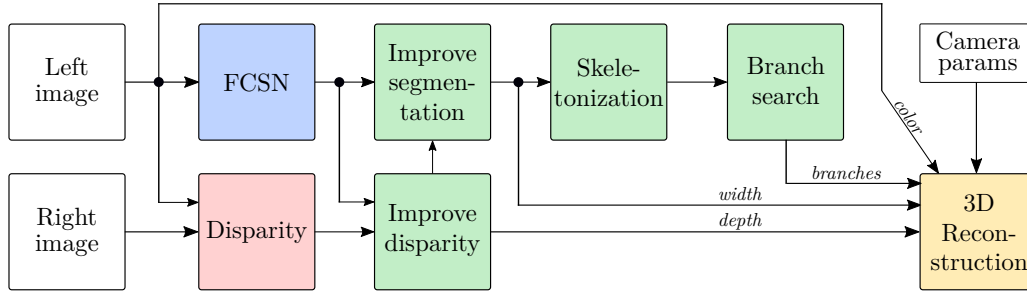 Left
image
FCSN
Improve
segmen-
tation
Skele-
tonization
Branch
search
Camera
params
color
branches
width
depth
Right
image
Disparity
Improve
disparity
3D
Recon-
struction